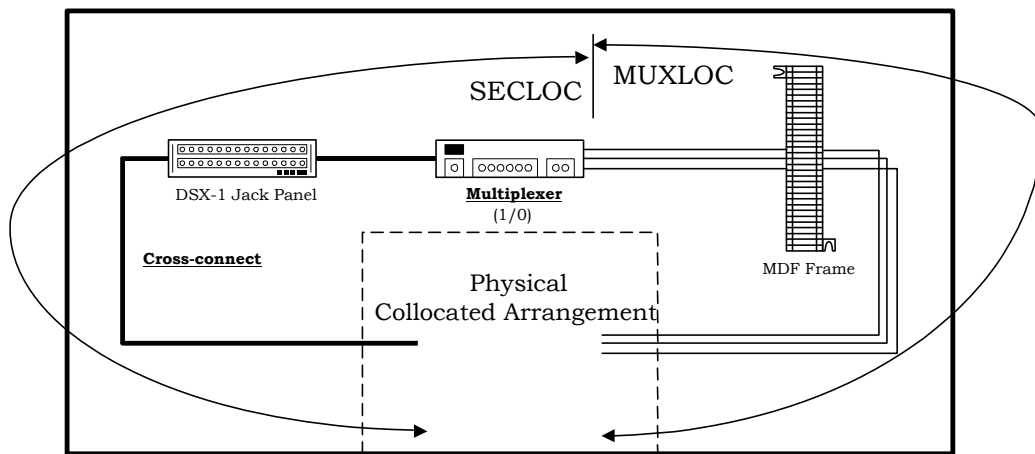 SECLOC
MUXLOC
DSX-1 Jack Panel
Multiplexer
(1/0)
MDF Frame
Cross-connect
Physical
Collocated Arrangement